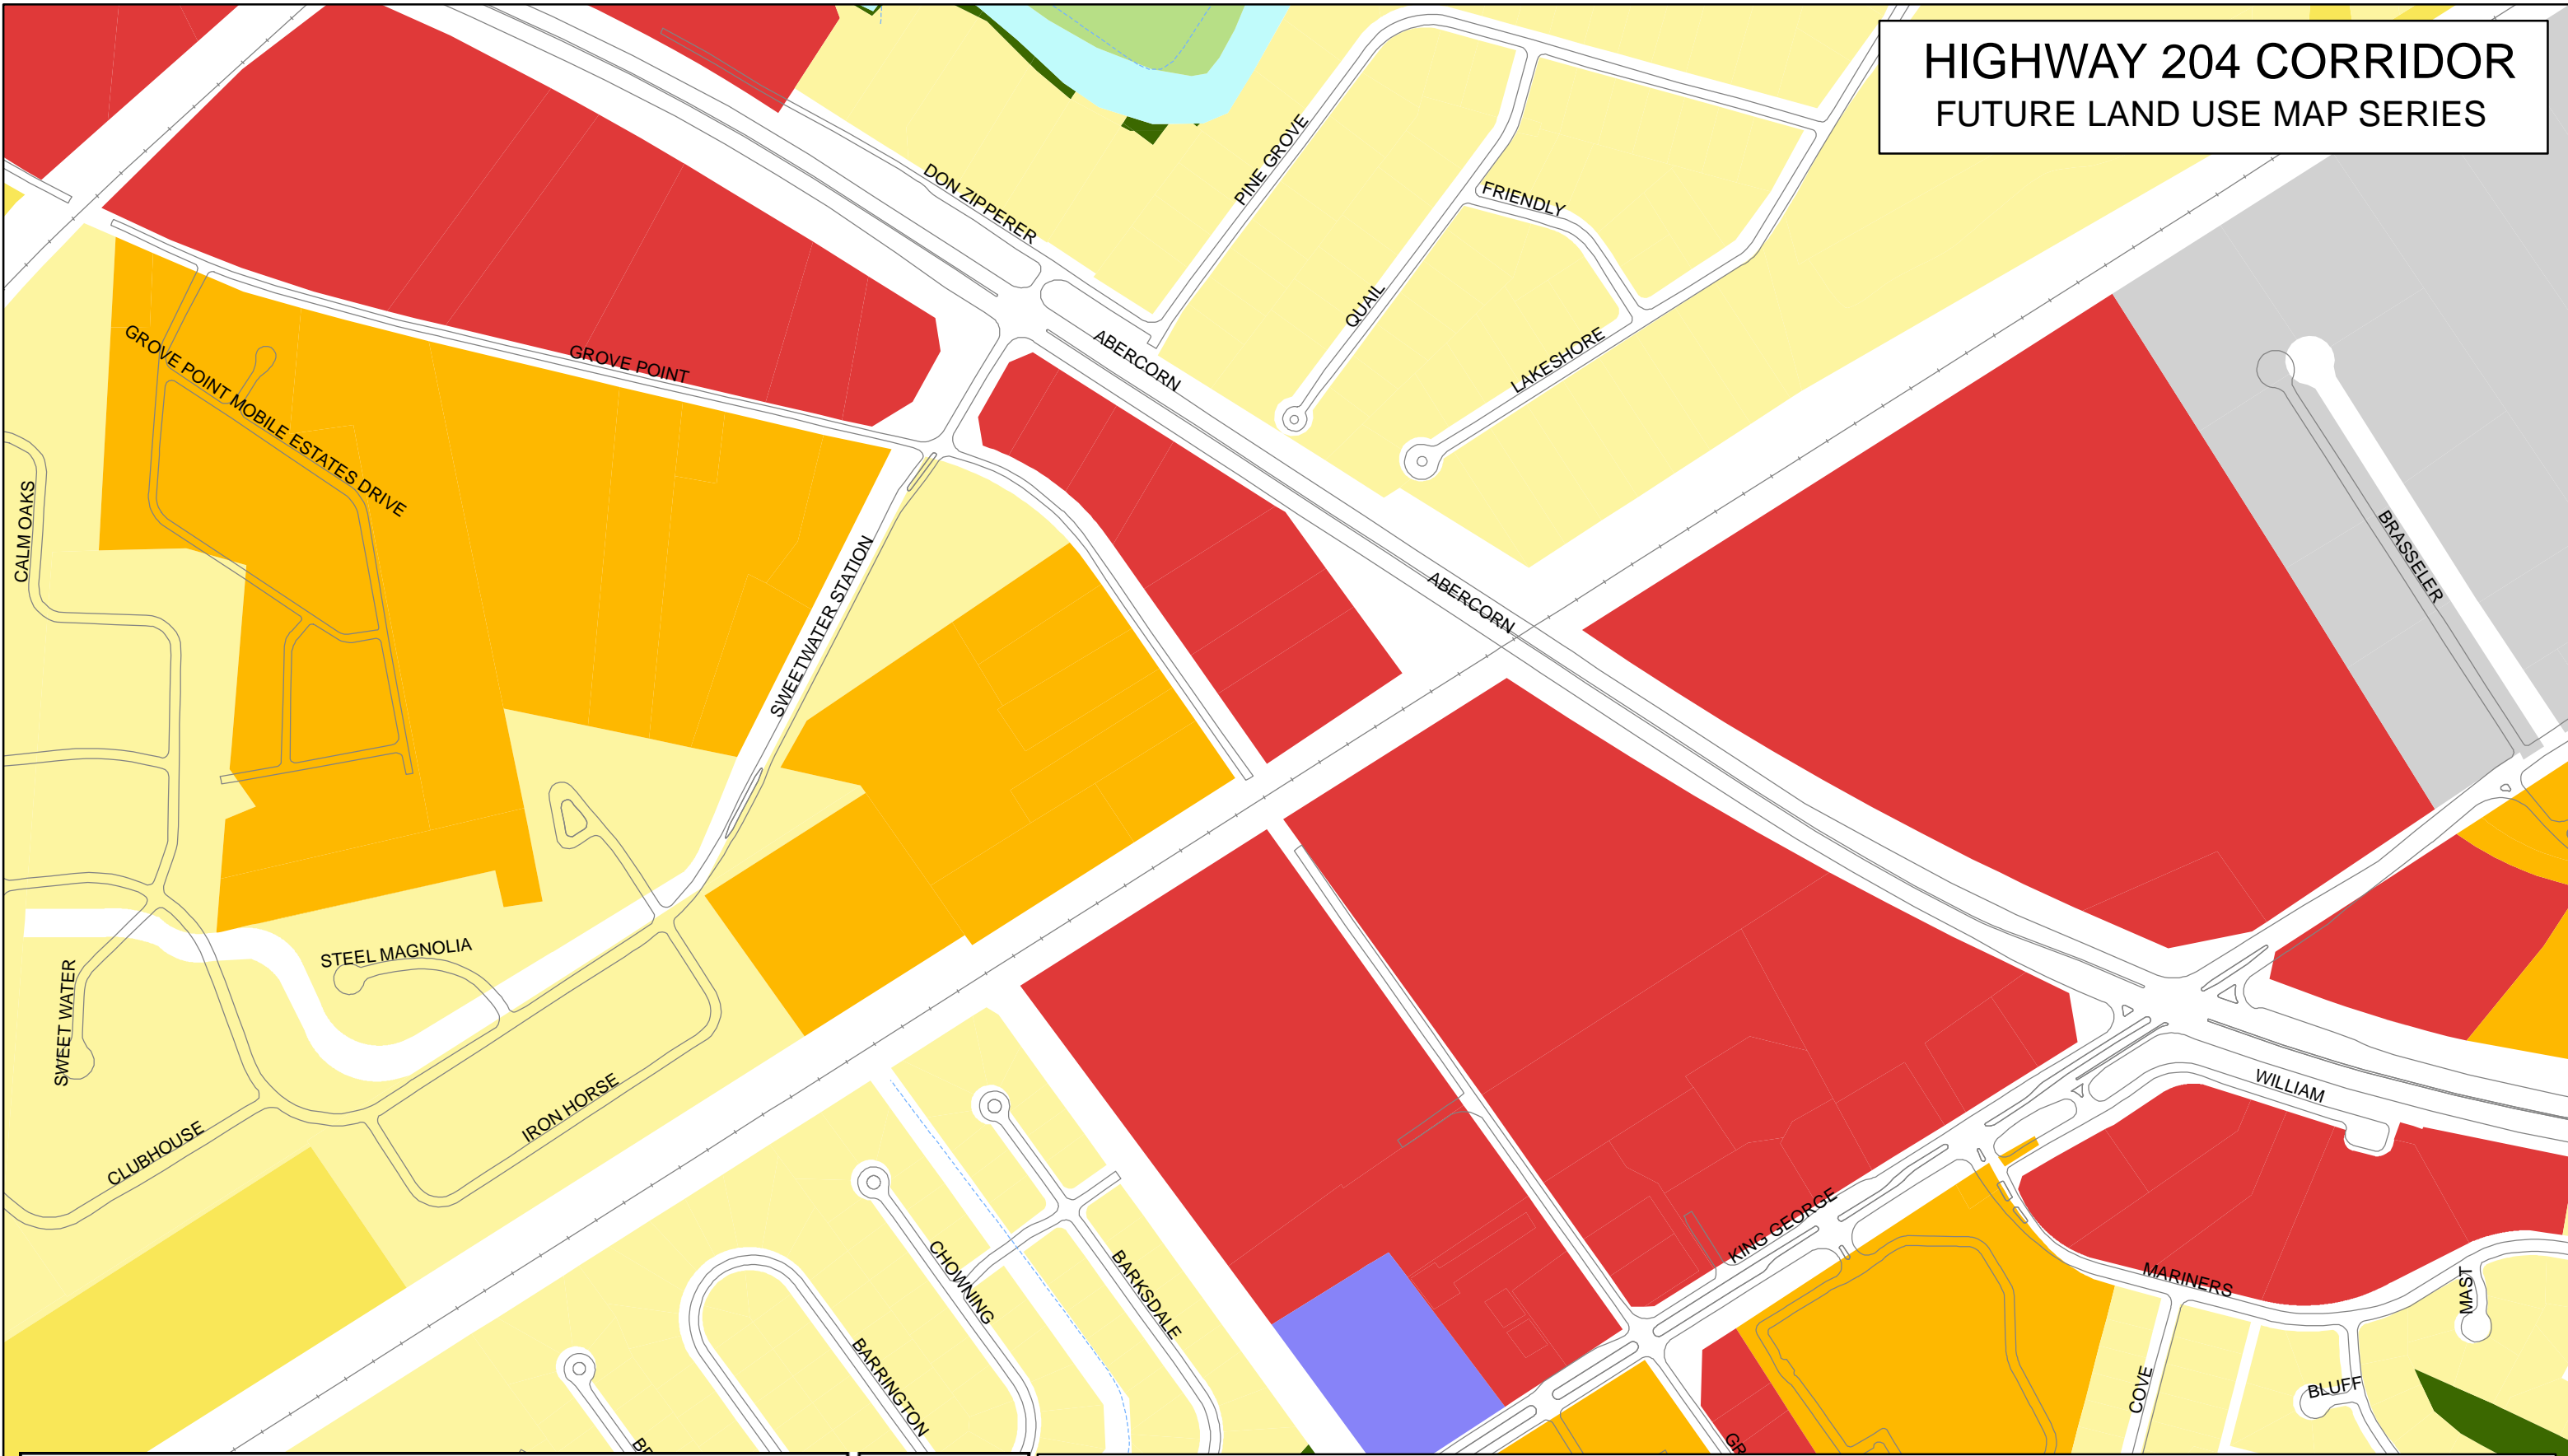 HIGHWAY 204 CORRIDOR
FUTURE LAND USE MAP SERIES
DON ZIPPERER
PINE GROVE
FRIENDLY
QUAIL
LAKESHORE
ABERCORN
GROVE POINT
GROVE POINT MOBILE ESTATES DRIVE
CALM OAKS
SWEETWATER STATION
ABERCORN
BRASSELER
STEEL MAGNOLIA
SWEET WATER
IRON HORSE
CLUBHOUSE
WILLIAM
KING GEORGE
CHOWNING
BARKSDALE
MARINERS
MAST
BARRINGTON
COVE
BLUFF
GR